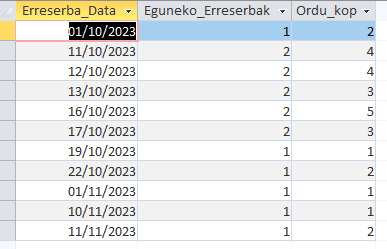 Erreserba_Data Eguneko_Erreserbak Ordu_kop
01/10/2023 1 2
11/10/2023 2 4
12/10/2023 2 4
13/10/2023 2 3
16/10/2023 2 5
17/10/2023 2 3
19/10/2023 1 1
22/10/2023 1 2
01/11/2023 1 1
10/11/2023 1 1
11/11/2023 1 2